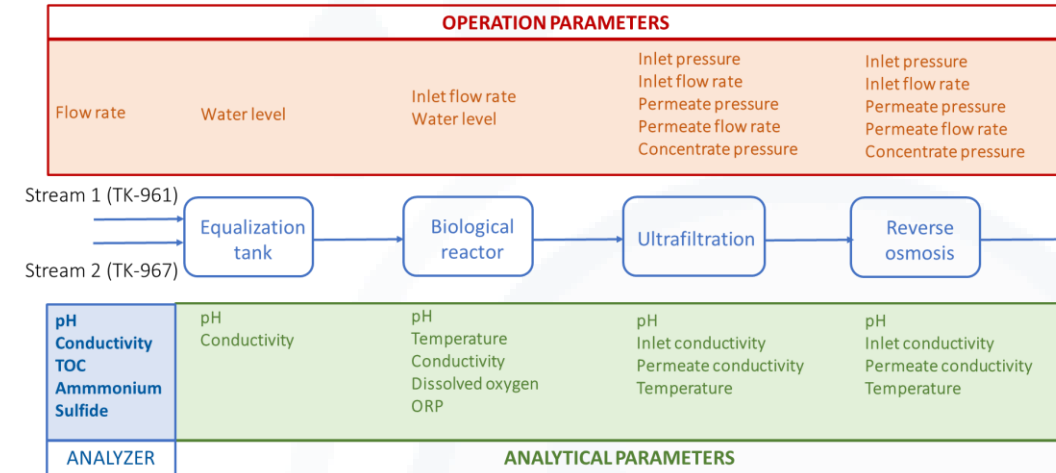 OPERATION PARAMETERS
Flow rate
Water level
Inlet flow rate
Water level
Inlet pressure
Inlet flow rate
Permeate pressure
Permeate flow rate
Concentrate pressure
Inlet pressure
Inlet flow rate
Permeate pressure
Permeate flow rate
Concentrate pressure
Stream 1 (TK-961)
Stream 2 (TK-967)
Equalization
tank
Biological
reactor
Ultrafiltration
Reverse
osmosis
pH
Conductivity
TOC
Ammmonium
Sulfide
pH
Conductivity
pH
Temperature
Conductivity
Dissolved oxygen
ORP
pH
Inlet conductivity
Permeate conductivity
Temperature
pH
Inlet conductivity
Permeate conductivity
Temperature
ANALYZER
ANALYTICAL PARAMETERS